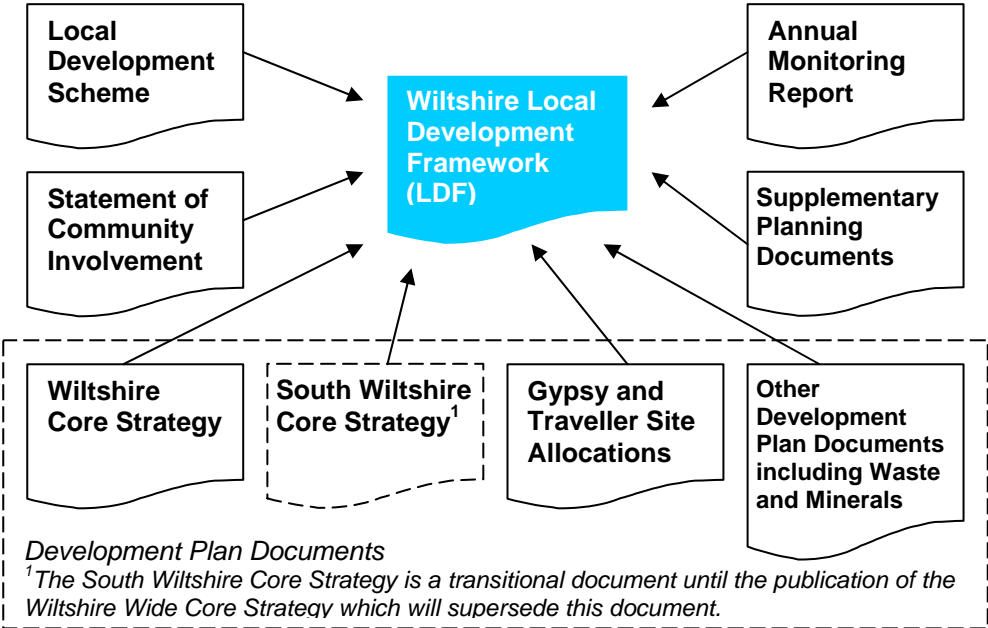 Local
Development
Scheme
Wiltshire Local
Development
Framework
(LDF)
Annual
Monitoring
Report
Statement of
Community
Involvement
Supplementary
Planning
Documents
Wiltshire
Core Strategy
South Wiltshire
Core Strategy¹
Gypsy and
Traveller Site
Allocations
Other
Development
Plan Documents
including Waste
and Minerals
Development Plan Documents
¹The South Wiltshire Core Strategy is a transitional document until the publication of the
Wiltshire Wide Core Strategy which will supersede this document.